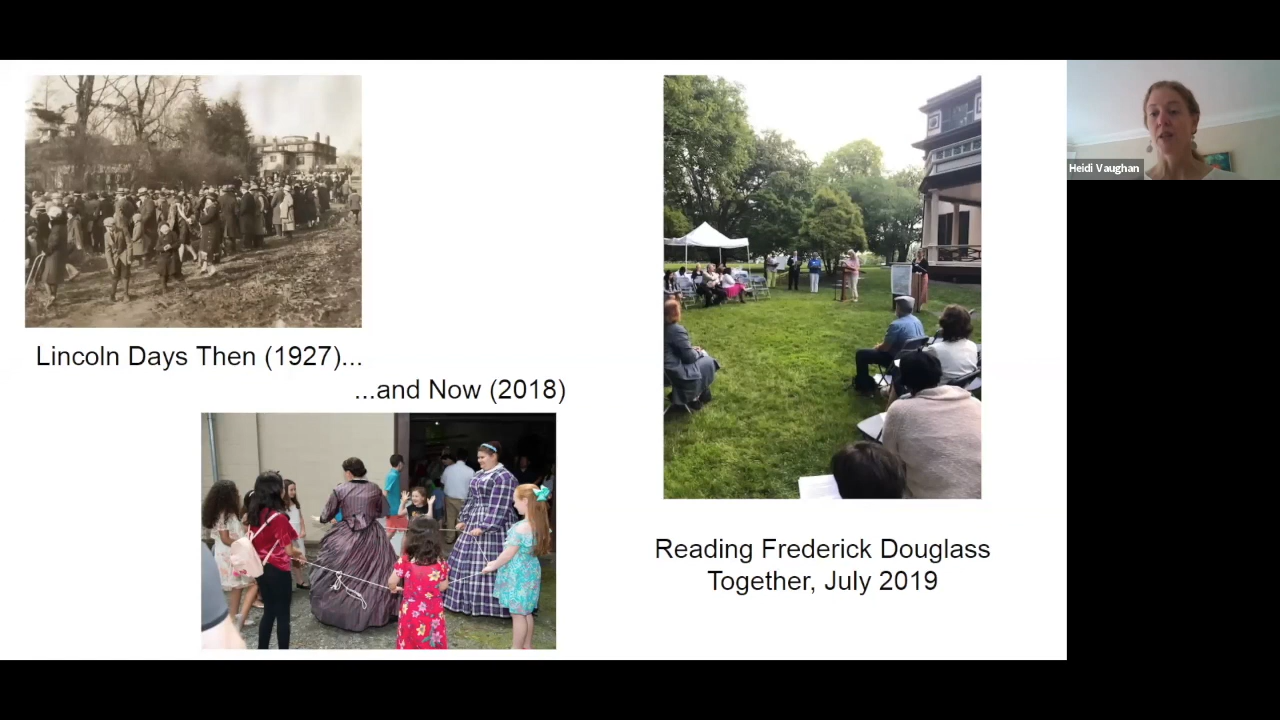 Lincoln Days Then (1927)...
...and Now (2018)
Reading Frederick Douglass
Together, July 2019
Heidi Vaughan